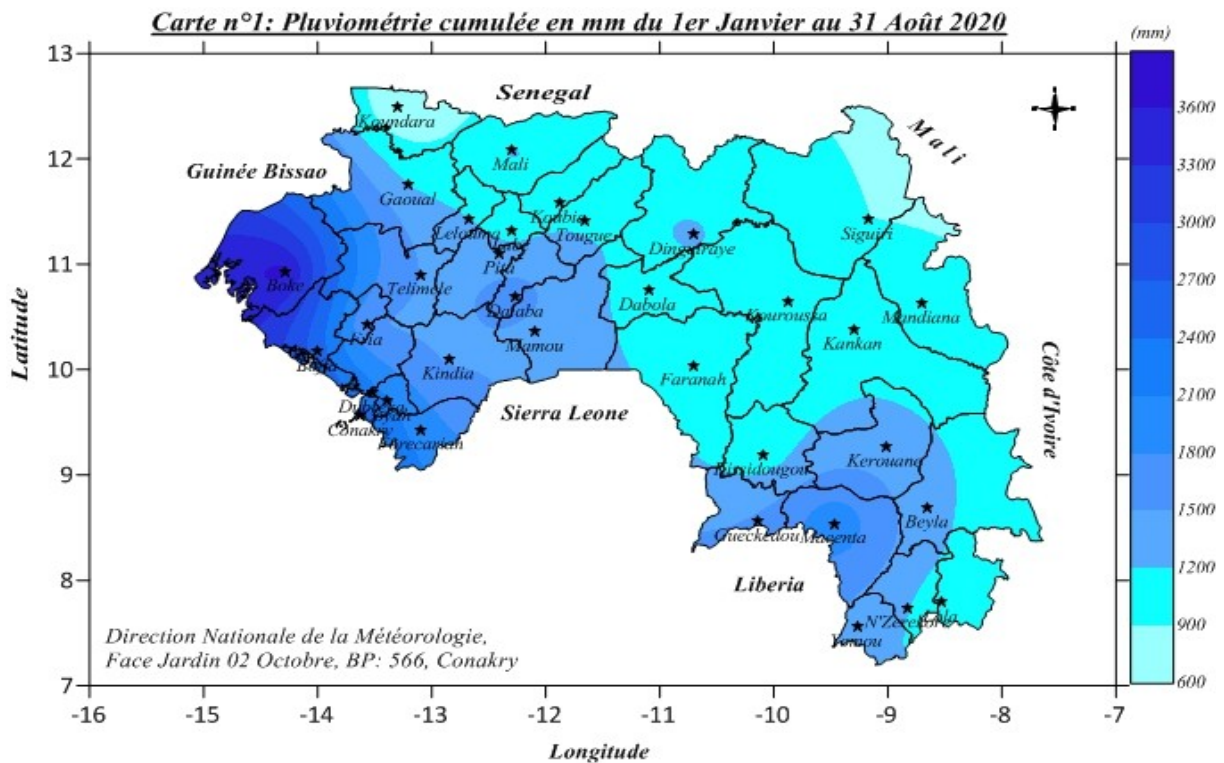 Carte n°1: Pluviométrie cumulée en mm du 1er Janvier au 31 Août 2020
(mm)
13
12
11
10
9
8
7
Latitude
-16
-15
-14
-13
-12
-11
-10
-9
-8
-7
Longitude
3600
3300
3000
2700
2400
2100
1800
1500
1200
900
600
Senegal
Mali
Guinée Bissao
Sierra Leone
Liberia
Côte d'Ivoire
Koundara
Mali
Gaoual
Koubia
Lelouma
Tougue
Dinguiraye
Siguiri
Pita
Boke
Telimele
Dalaba
Dabola
Kouroussa
Mandiana
Fria
Mamou
Kankan
Boffa
Kindia
Faranah
Conakry
Forecariah
Kissidougou
Kerouane
Gueckedou
Macenta
Beyla
N'Zerekore
Lola
Yomou
Direction Nationale de la Météorologie,
Face Jardin 02 Octobre, BP: 566, Conakry